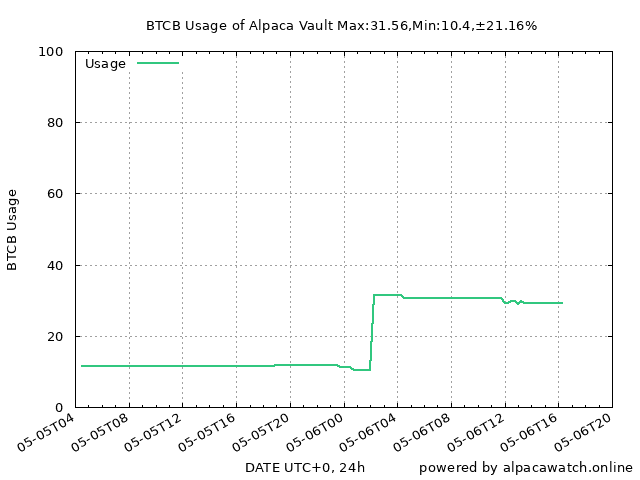 BTCB Usage of Alpaca Vault Max:31.56,Min:10.4,±21.16%
Usage
100
80
60
40
20
0
BTCB Usage
05-05T04
05-05T08
05-05T12
05-05T16
05-05T20
05-06T00
05-06T04
05-06T08
05-06T12
05-06T16
05-06T20
DATE UTC+0, 24h
powered by alpacawatch.online